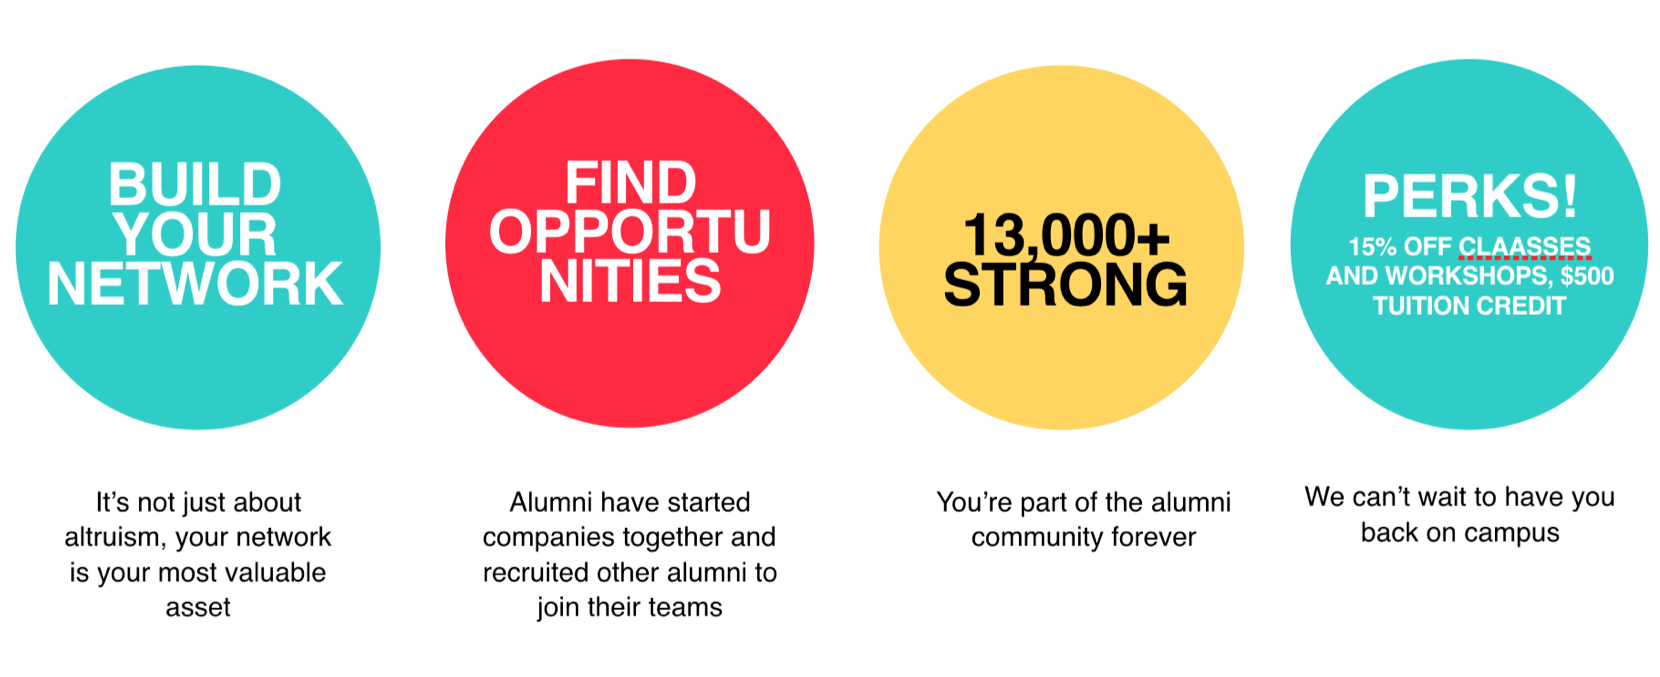 BUILD
YOUR
NETWORK
It’s not just about
altruism, your network
is your most valuable
asset
FIND
OPPORTU
NITIES
Alumni have started
companies together and
recruited other alumni to
join their teams
13,000+
STRONG
You’re part of the alumni
community forever
PERKS!
15% OFF CLAASSES
AND WORKSHOPS, $500
TUITION CREDIT
We can’t wait to have you
back on campus